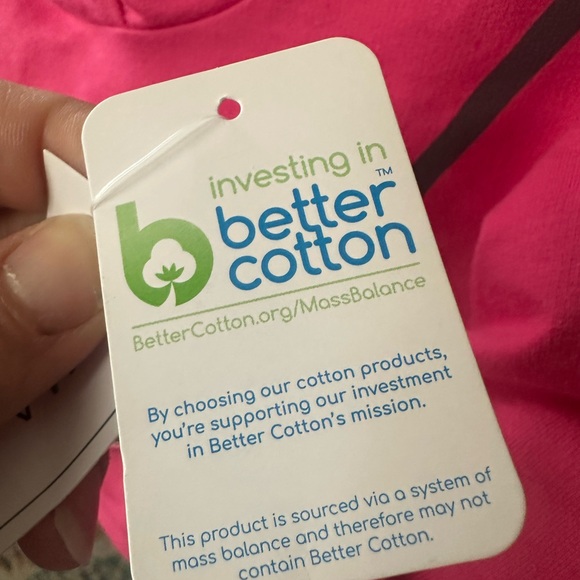 investing in
better™
cotton
BetterCotton.org/MassBalance
By choosing our cotton products,
you're supporting our investment
in Better Cotton's mission.
This product is sourced via a system of
mass balance and therefore may not
contain Better Cotton.